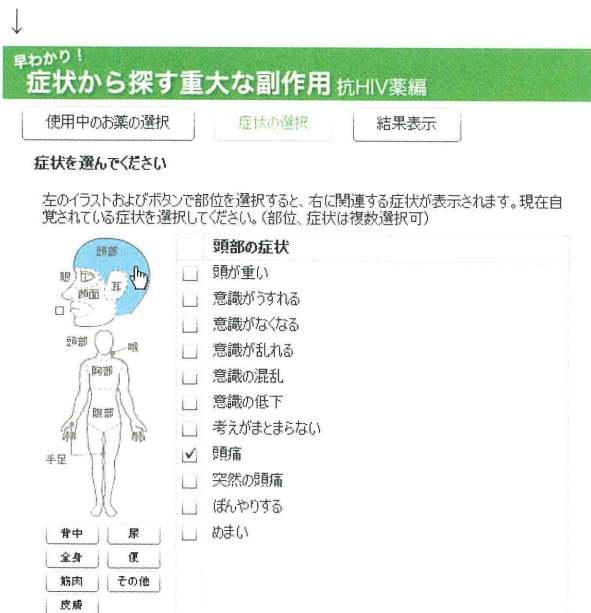 ↓
早わかり!
症状から探す重大な副作用 抗HIV薬編
使用中のお薬の選択
症状の選択
結果表示
症状を選んでください
左のイラストおよびボタンで部位を選択すると、右に関連する症状が表示されます。現在自
覚されている症状を選択してください。(部位、症状は複数選択可)
頭部
眼
耳
顔面
口
頭部
喉
胸部
腹部
手足
背中
尿
全身
便
筋肉
その他
皮膚
頭部の症状
頭が重い
意識がうすれる
意識がなくなる
意識が乱れる
意識の混乱
意識の低下
考えがまとまらない
頭痛
突然の頭痛
ぼんやりする
めまい